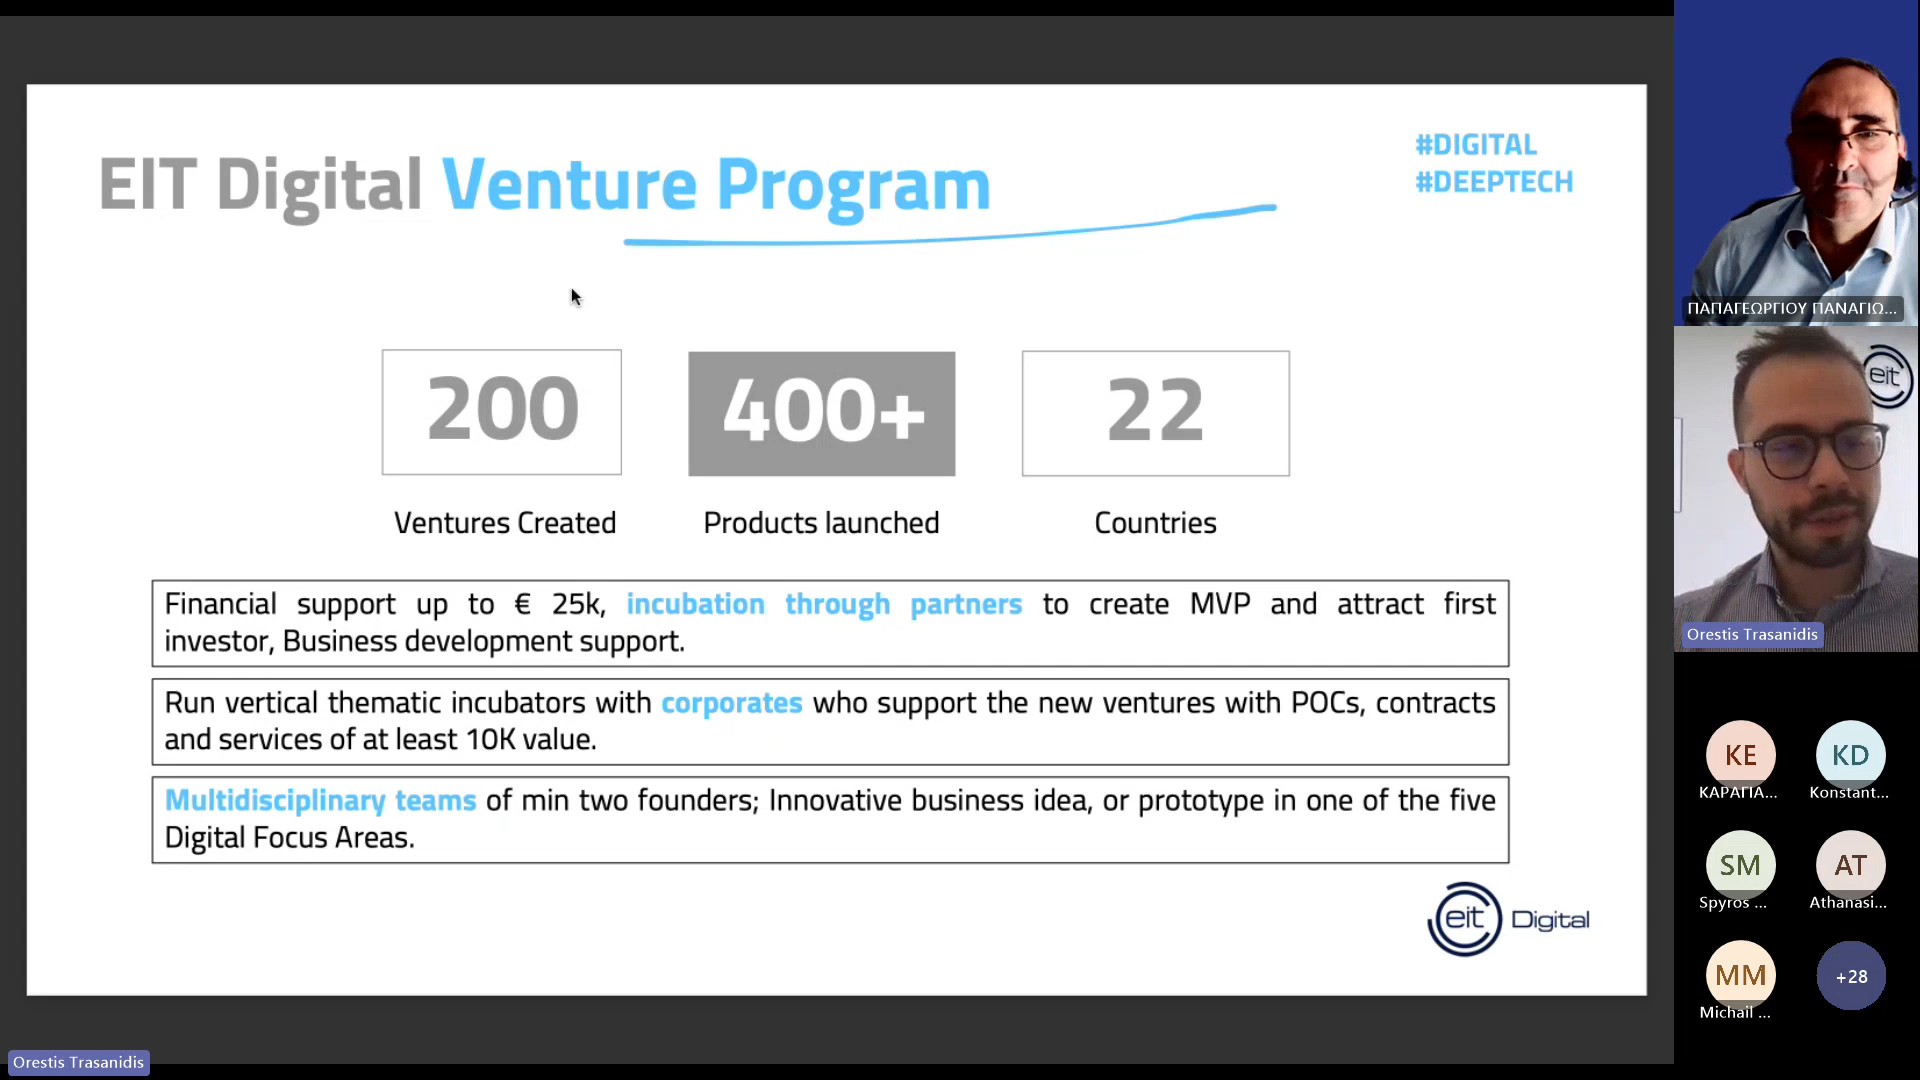 EIT Digital Venture Program
#DIGITAL
#DEEPTECH
200
400+
22
Ventures Created
Products launched
Countries
Financial support up to € 25k, incubation through partners to create MVP and attract first
investor, Business development support.
Run vertical thematic incubators with corporates who support the new ventures with POCs, contracts
and services of at least 10K value.
Multidisciplinary teams of min two founders; Innovative business idea, or prototype in one of the five
Digital Focus Areas.
eit Digital
Orestis Trasanidis
ΠΑΠΑΓΕΩΡΓΙΟΥ ΠΑΝΑΓΙΩ...
eit
Orestis Trasanidis
KE
KD
ΚΑΡΑΓΙΑ...
Konstant...
SM
AT
Spyros ...
Athanasi...
MM
+28
Michail ...